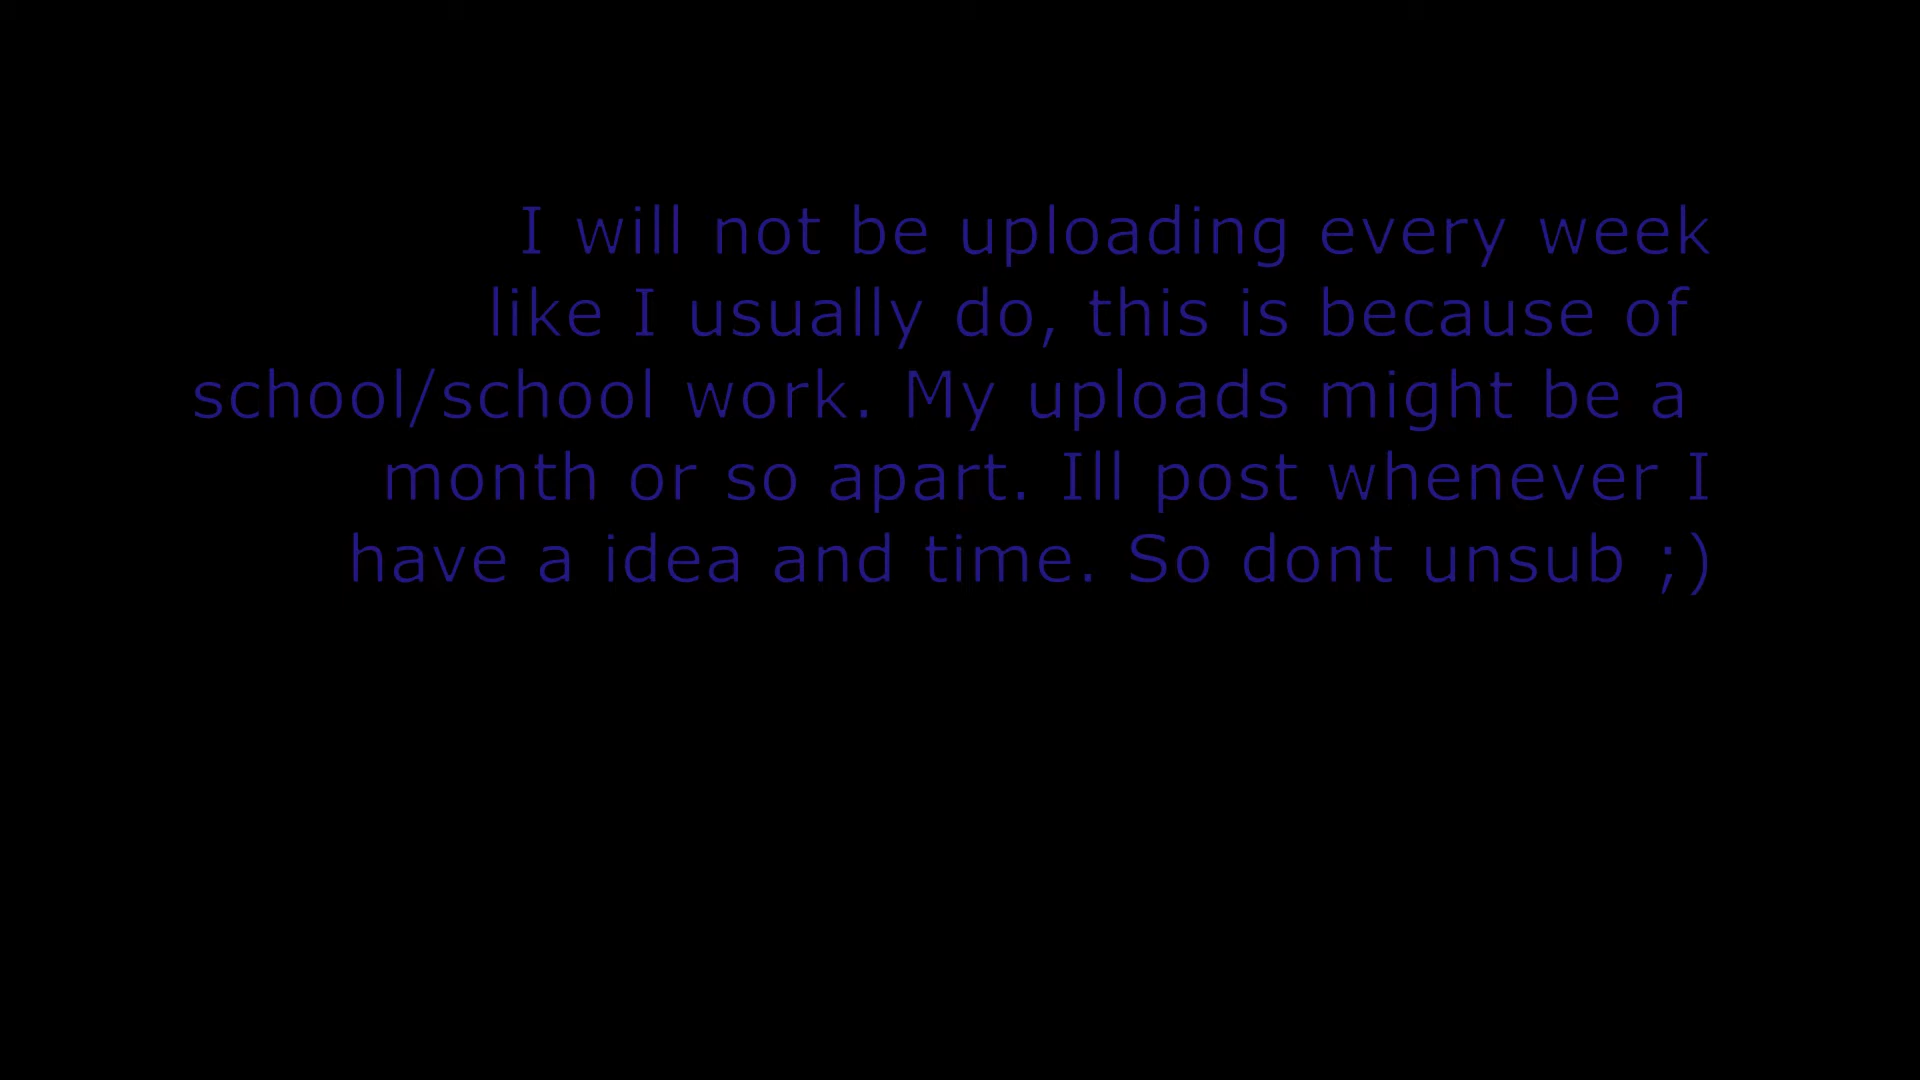 I will not be uploading every week
like I usually do, this is because of
school/school work. My uploads might be a
month or so apart. Ill post whenever I
have a idea and time. So dont unsub ;)